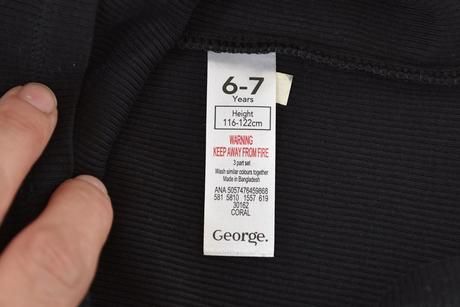 6-7
Years
Height
116-122cm
WARNING
KEEP AWAY FROM FIRE
3 part set
Wash similar colours together
Made in Bangladesh
ANA 5057476459868
581 5810 1557 619
30162
CORAL
George.